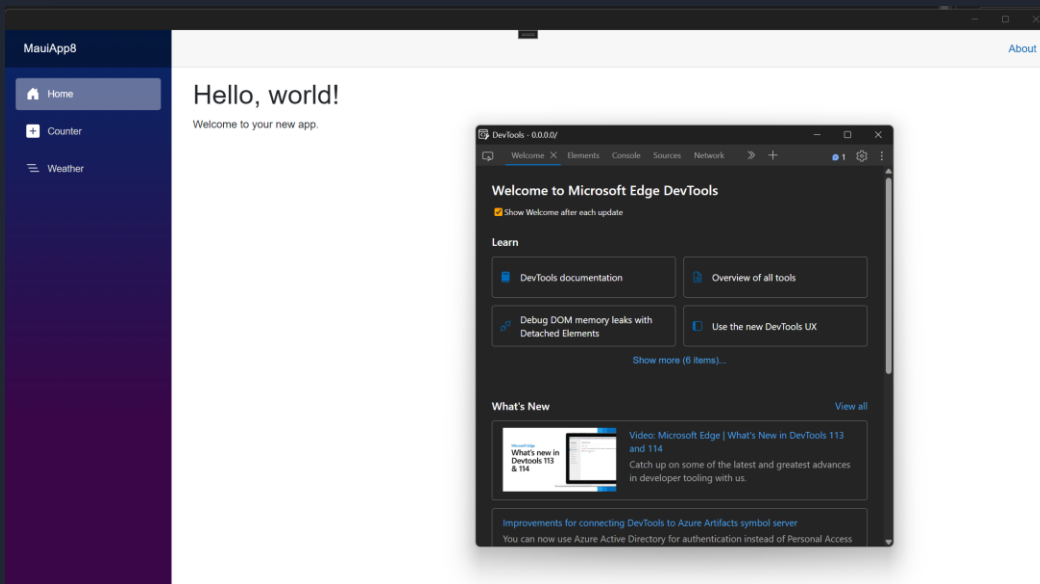 MauiApp8
About
Home
Counter
Weather
Hello, world!
Welcome to your new app.
DevTools - 0.0.0.0/
Welcome Elements Console Sources Network
1
Welcome to Microsoft Edge DevTools
Show Welcome after each update
Learn
DevTools documentation
Overview of all tools
Debug DOM memory leaks with
Detached Elements
Use the new DevTools UX
Show more (6 items)...
What's New
View all
Microsoft Edge
What's new in
Devtools 113
& 114
Video: Microsoft Edge | What's New in DevTools 113
and 114
Catch up on some of the latest and greatest advances
in developer tooling with us.
Improvements for connecting DevTools to Azure Artifacts symbol server
You can now use Azure Active Directory for authentication instead of Personal Access